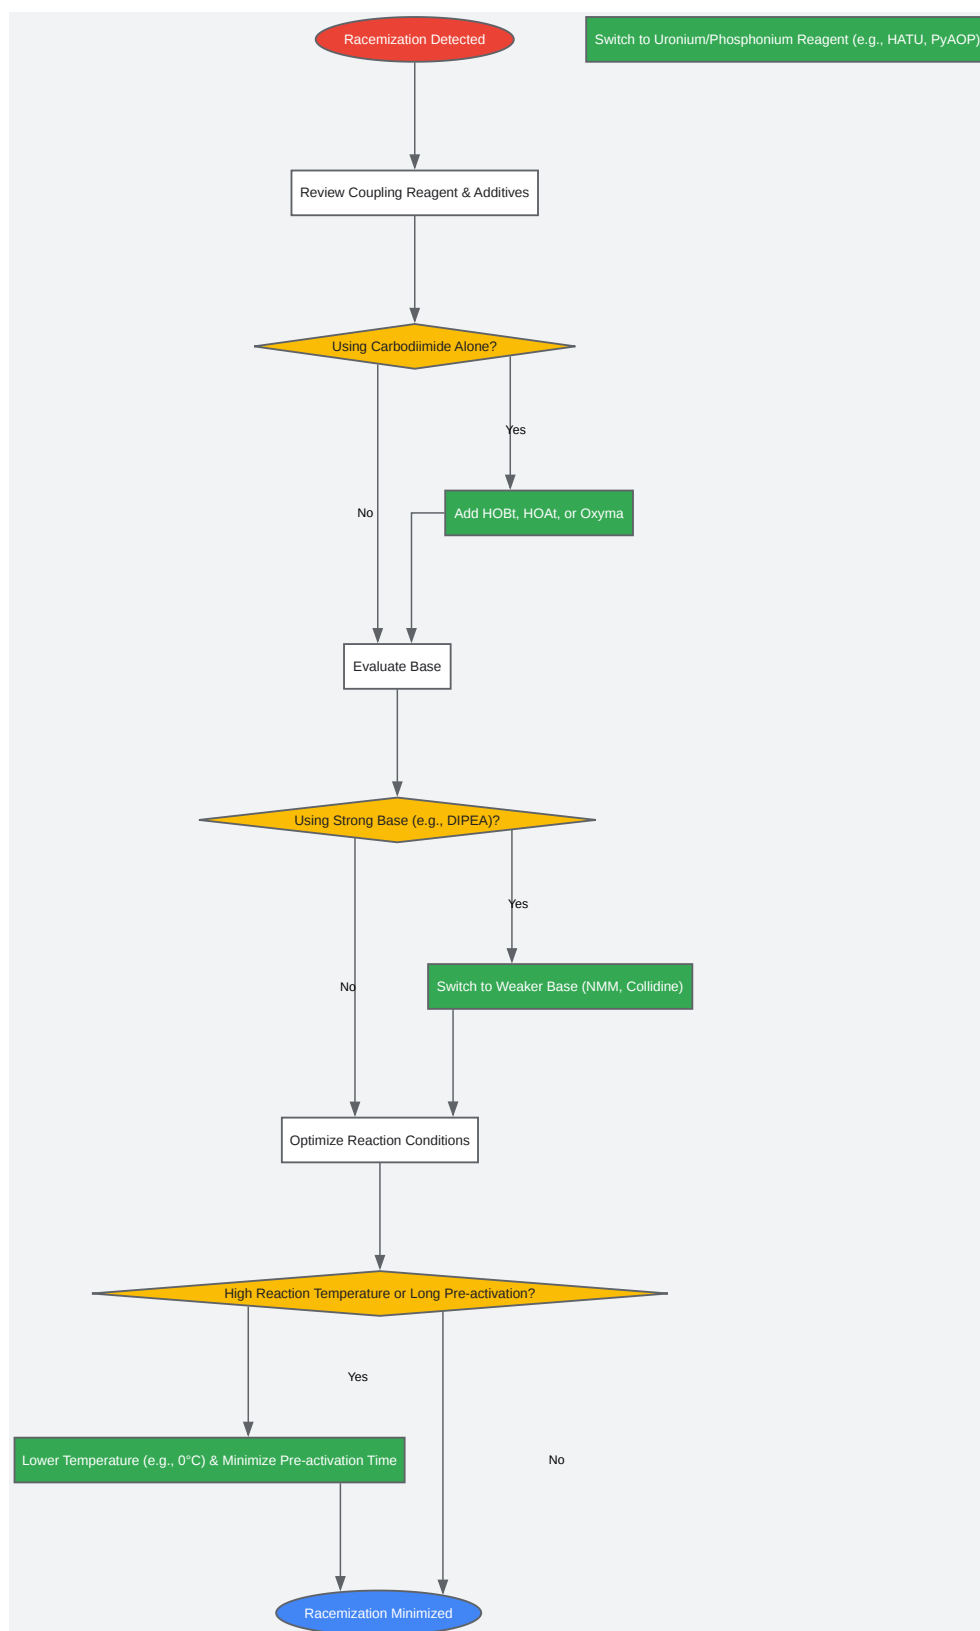 Racemization Detected
Switch to Uronium/Phosphonium Reagent (e.g., HATU, PyAOP)
Review Coupling Reagent & Additives
Using Carbodiimide Alone?
Yes
No
Add HOBt, HOAt, or Oxyma
Evaluate Base
Using Strong Base (e.g., DIPEA)?
Yes
No
Switch to Weaker Base (NMM, Collidine)
Optimize Reaction Conditions
High Reaction Temperature or Long Pre-activation?
Yes
Lower Temperature (e.g., 0°C) & Minimize Pre-activation Time
No
Racemization Minimized